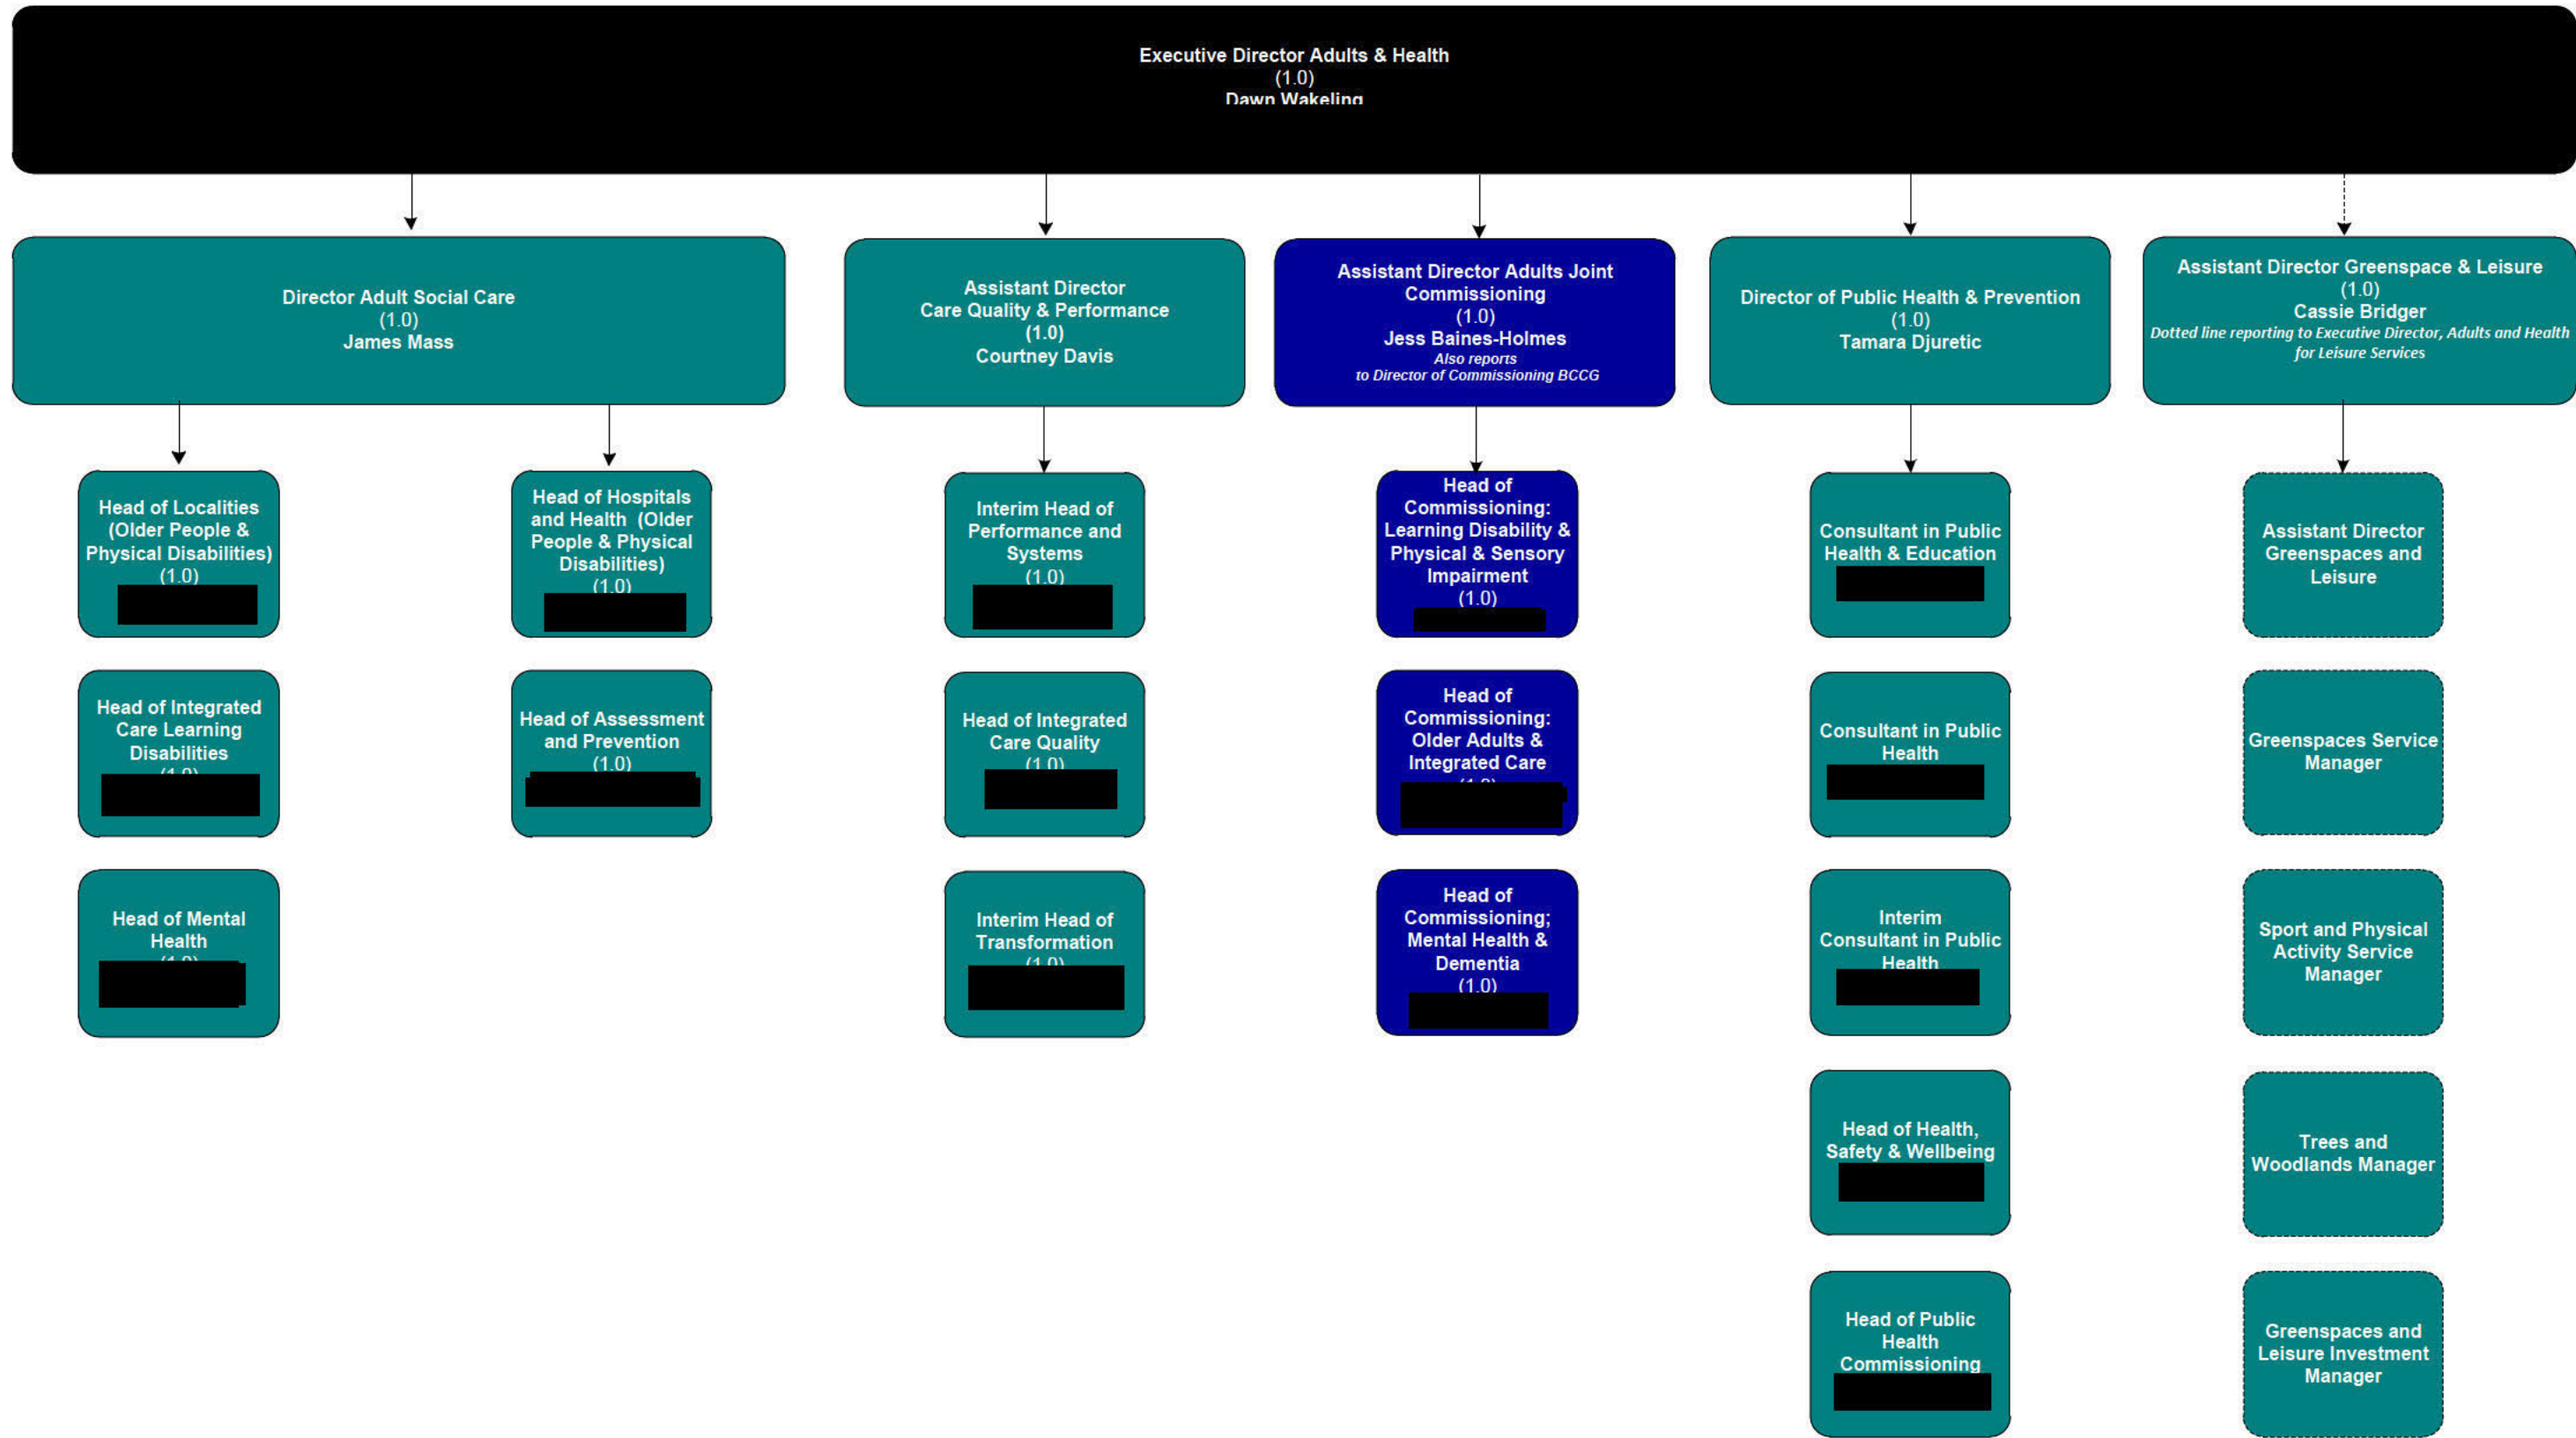 Executive Director Adults & Health
(1.0)
Dawn Wakeling
Director Adult Social Care
(1.0)
James Mass
Assistant Director
Care Quality & Performance
(1.0)
Courtney Davis
Assistant Director Adults Joint
Commissioning
(1.0)
Jess Baines-Holmes
Also reports
to Director of Commissioning BCCG
Director of Public Health & Prevention
(1.0)
Tamara Djuretic
Assistant Director Greenspace & Leisure
(1.0)
Cassie Bridger
Dotted line reporting to Executive Director, Adults and Health
for Leisure Services
Head of Localities
(Older People &
Physical Disabilities)
(1.0)
Head of Hospitals
and Health (Older
People & Physical
Disabilities)
(1.0)
Interim Head of
Performance and
Systems
(1.0)
Head of
Commissioning:
Learning Disability &
Physical & Sensory
Impairment
(1.0)
Consultant in Public
Health & Education
Assistant Director
Greenspaces and
Leisure
Head of Integrated
Care Learning
Disabilities
(1.0)
Head of Assessment
and Prevention
(1.0)
Head of Integrated
Care Quality
(1.0)
Head of
Commissioning:
Older Adults &
Integrated Care
(1.0)
Consultant in Public
Health
Greenspaces Service
Manager
Head of Mental
Health
(1.0)
Interim Head of
Transformation
(1.0)
Head of
Commissioning;
Mental Health &
Dementia
(1.0)
Interim
Consultant in Public
Health
Sport and Physical
Activity Service
Manager
Head of Health,
Safety & Wellbeing
Trees and
Woodlands Manager
Head of Public
Health
Commissioning
Greenspaces and
Leisure Investment
Manager